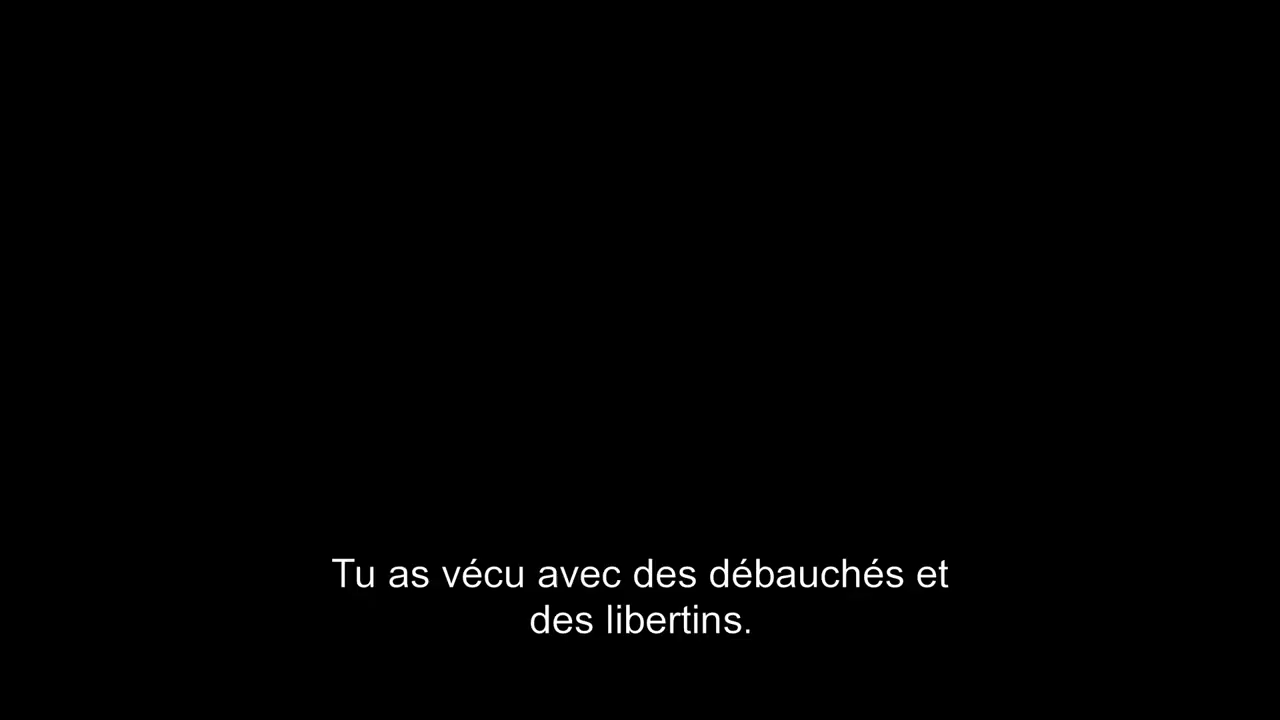 Tu as vécu avec des débauchés et
des libertins.